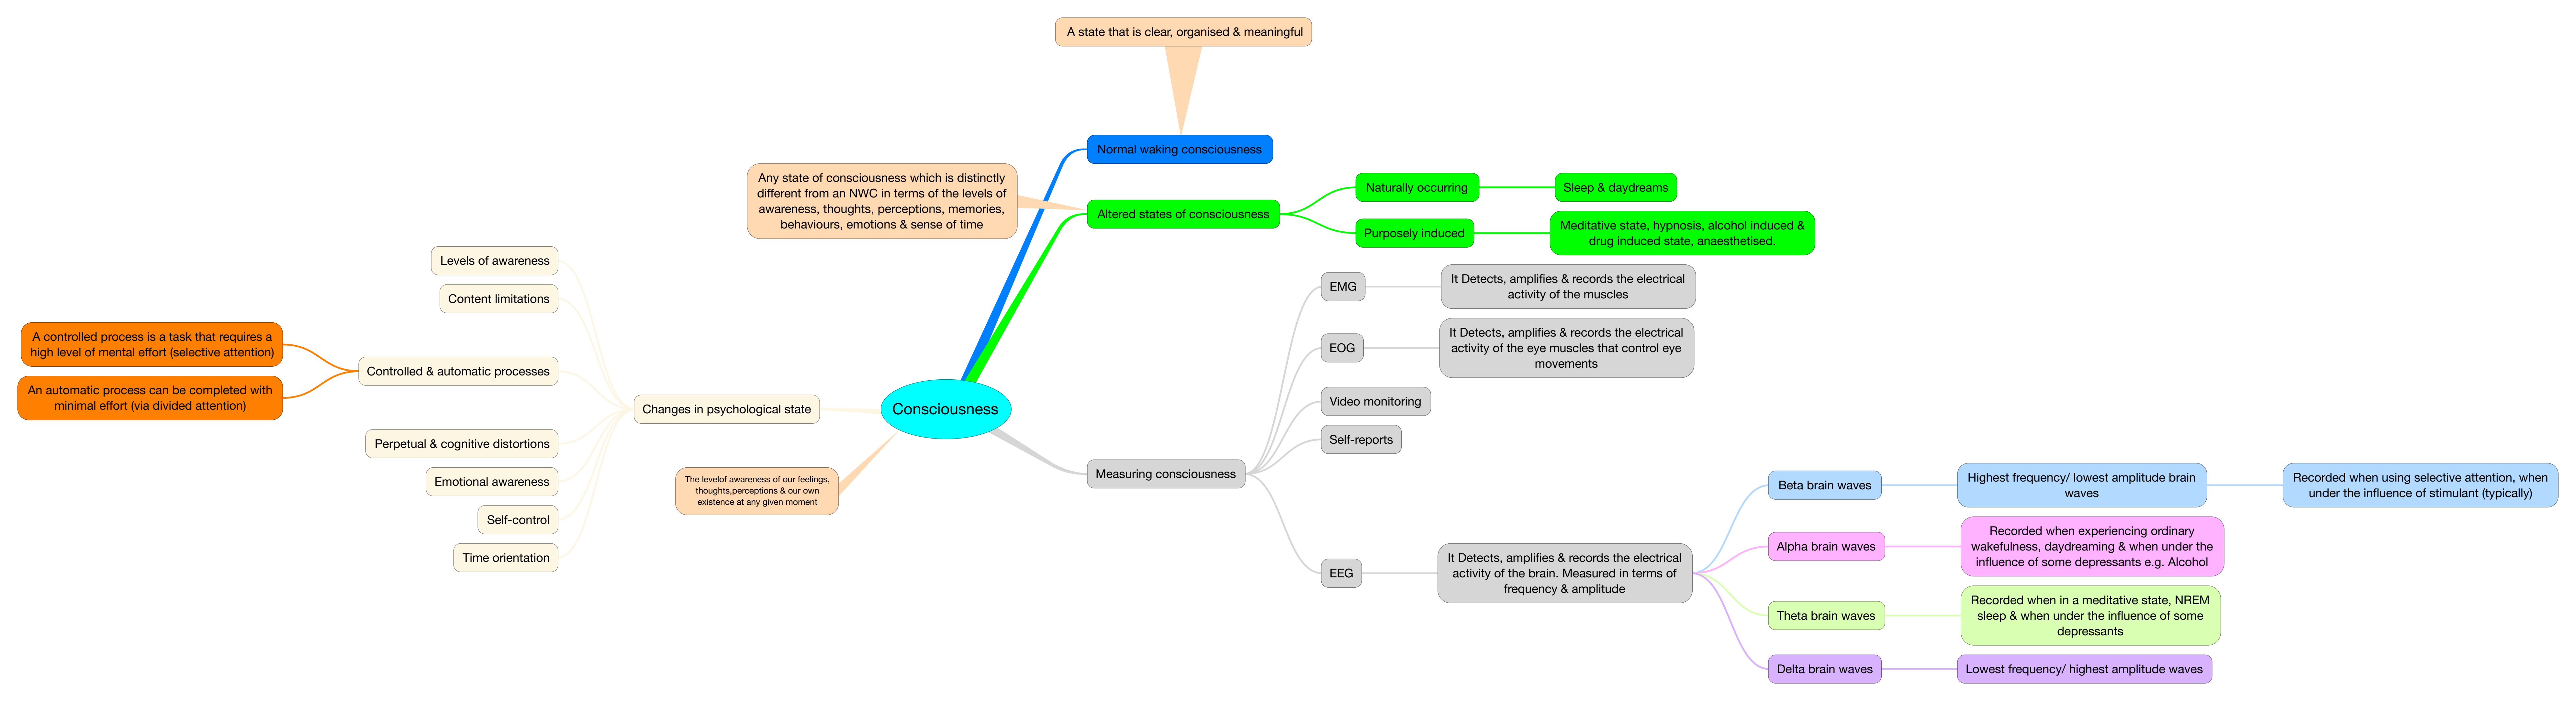 A state that is clear, organised & meaningful
Normal waking consciousness
Any state of consciousness which is distinctly
different from an NWC in terms of the levels of
awareness, thoughts, perceptions, memories,
behaviours, emotions & sense of time
Altered states of consciousness
Naturally occurring
Sleep & daydreams
Purposely induced
Meditative state, hypnosis, alcohol induced &
drug induced state, anaesthetised.
Levels of awareness
Content limitations
A controlled process is a task that requires a
high level of mental effort (selective attention)
An automatic process can be completed with
minimal effort (via divided attention)
Controlled & automatic processes
Perpetual & cognitive distortions
Emotional awareness
Self-control
Time orientation
Changes in psychological state
Consciousness
The levelof awareness of our feelings,
thoughts,perceptions & our own
existence at any given moment
Measuring consciousness
EMG
It Detects, amplifies & records the electrical
activity of the muscles
EOG
It Detects, amplifies & records the electrical
activity of the eye muscles that control eye
movements
Video monitoring
Self-reports
EEG
It Detects, amplifies & records the electrical
activity of the brain. Measured in terms of
frequency & amplitude
Beta brain waves
Highest frequency/ lowest amplitude brain
waves
Recorded when using selective attention, when
under the influence of stimulant (typically)
Alpha brain waves
Recorded when experiencing ordinary
wakefulness, daydreaming & when under the
influence of some depressants e.g. Alcohol
Theta brain waves
Recorded when in a meditative state, NREM
sleep & when under the influence of some
depressants
Delta brain waves
Lowest frequency/ highest amplitude waves